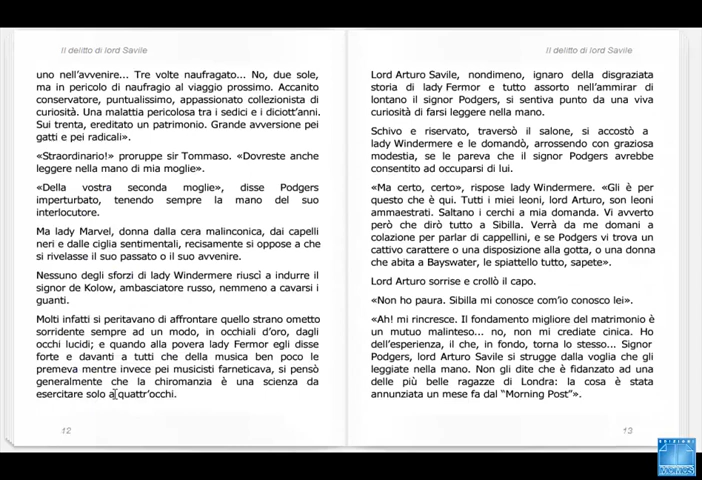 Il delitto di lord Savile
uno nell’avvenire... Tre volte naufragato... No, due sole,
ma in pericolo di naufragio al viaggio prossimo. Accanito
conservatore, puntualissimo, appassionato collezionista di
curiosità. Una malattia pericolosa tra i sedici e i diciott’anni.
Sui trenta, ereditato un patrimonio. Grande avversione pei
gatti e pei radicali».
«Straordinario!» proruppe sir Tommaso. «Dovreste anche
leggere nella mano di mia moglie».
«Della vostra seconda moglie», disse Podgers
imperturbato, tenendo sempre la mano del suo
interlocutore.
Ma lady Marvel, donna dalla cera malinconica, dai capelli
neri e dalle ciglia sentimentali, recisamente si oppose a che
si rivelasse il suo passato o il suo avvenire.
Nessuno degli sforzi di lady Windermere riuscì a indurre il
signor de Kolow, ambasciatore russo, nemmeno a cavarsi i
guanti.
Molti infatti si peritavano di affrontare quello strano ometto
sorridente sempre ad un modo, in occhiali d’oro, dagli
occhi lucidi; e quando alla povera lady Fermor egli disse
forte e davanti a tutti che della musica ben poco le
premeva mentre invece pei musicisti farneticava, si pensò
generalmente che la chiromanzia è una scienza da
esercitare solo a quattr’occhi.
12
Il delitto di lord Savile
Lord Arturo Savile, nondimeno, ignaro della disgraziata
storia di lady Fermor e tutto assorto nell’ammirar di
lontano il signor Podgers, si sentiva punto da una viva
curiosità di farsi leggere nella mano.
Schivo e riservato, traversò il salone, si accostò a
lady Windermere e le domandò, arrossendo con graziosa
modestia, se le pareva che il signor Podgers avrebbe
consentito ad occuparsi di lui.
«Ma certo, certo», rispose lady Windermere. «Gli è per
questo che è qui. Tutti i miei leoni, lord Arturo, son leoni
ammaestrati. Saltano i cerchi a mia domanda. Vi avverto
però che dirò tutto a Sibilla. Verrà da me domani a
colazione per parlar di cappellini, e se Podgers vi trova un
cattivo carattere o una disposizione alla gotta, o una donna
che abita a Bayswater, le spiattello tutto, sapete».
Lord Arturo sorrise e crollò il capo.
«Non ho paura. Sibilla mi conosce com’io conosco lei».
«Ah! mi rincresce. Il fondamento migliore del matrimonio è
un mutuo malinteso... no, non mi crediate cinica. Ho
dell’esperienza, il che, in fondo, torna lo stesso... Signor
Podgers, lord Arturo Savile si strugge dalla voglia che gli
leggiate nella mano. Non gli dite che è fidanzato ad una
delle più belle ragazze di Londra: la cosa è stata
annunziata un mese fa dal “Morning Post”».
13
EDIZIONI
MeMeS